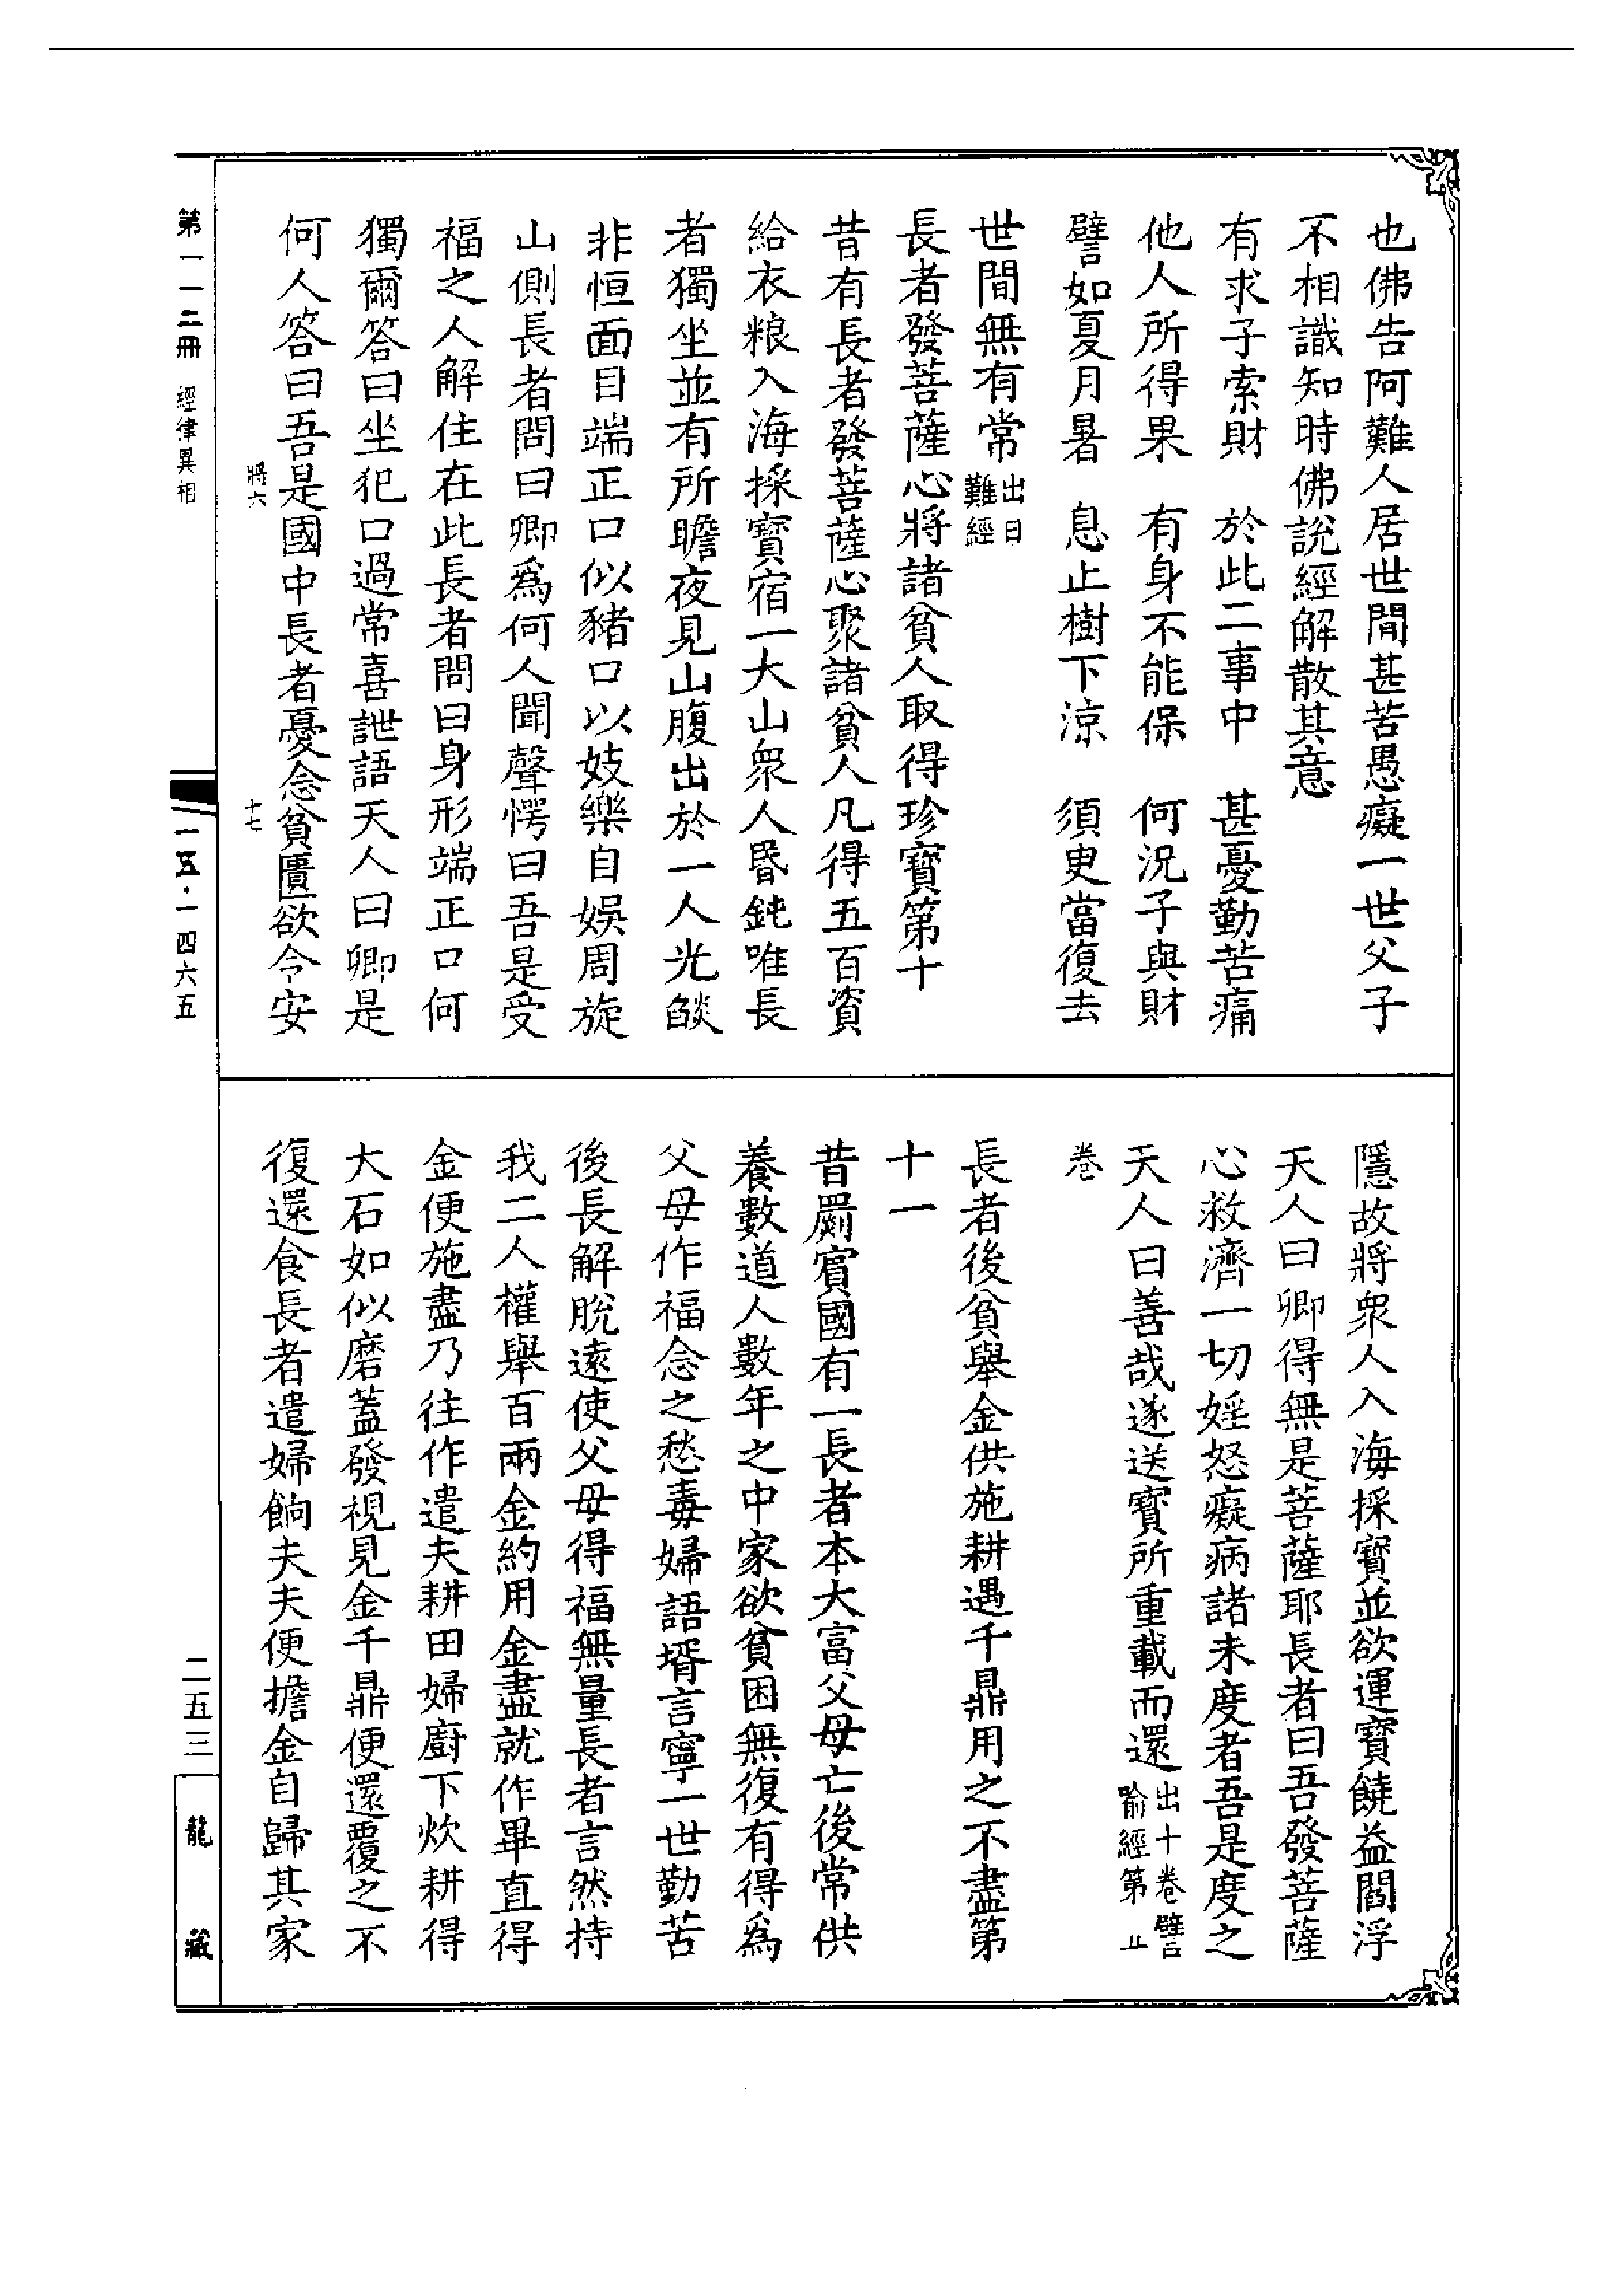 也佛告阿難人居世間甚苦愚癡一世父子
不相識知時佛說經解散其意
有求子索財　於此二事中　甚憂勤苦痛
他人所得果　有身不能保　何況子與財
譬如夏月暑　息止樹下涼　須臾當復去
世間無有常出日難經
長者發菩薩心將諸貧人取得珍寶第十
昔有長者發菩薩心聚諸貧人凡得五百資
給衣粮入海採寶宿一大山衆人昬鈍唯長
者獨坐並有所瞻夜見山腹出於一人光燄
非恒面目端正口似豬口以妓樂自娛周旋
山側長者問曰卿爲何人聞聲愕曰吾是受
福之人解住在此長者問曰身形端正口何
獨爾答曰坐犯口過常喜訑語天人曰卿是
何人答曰吾是國中長者憂念貧匱欲令安
將六　十七
隱故將衆人入海採寶並欲運寶饒益閻浮
天人曰卿得無是菩薩耶長者曰吾發菩薩
心救濟一切婬怒癡病諸未度者吾是度之
天人曰善哉遂送寶所重載而還出十卷譬喻經第五
卷
長者後貧舉金供施耕遇千鼎用之不盡第
十一
昔罽賓國有一長者本大富父母亡後常供
養數道人數年之中家欲貧困無復有得爲
父母作福念之愁毒婦語壻言寧一世勤苦
後長解脫遠使父母得福無量長者言然持
我二人權舉百兩金約用金盡就作畢直得
金便施盡乃往作遣夫耕田婦廚下炊耕得
大石如似磨蓋發視見金千鼎便還覆之不
復還食長者遣婦餉夫夫便擔金自歸其家
第一一二冊　經律異相
一五·一四六五
二五三
龍藏